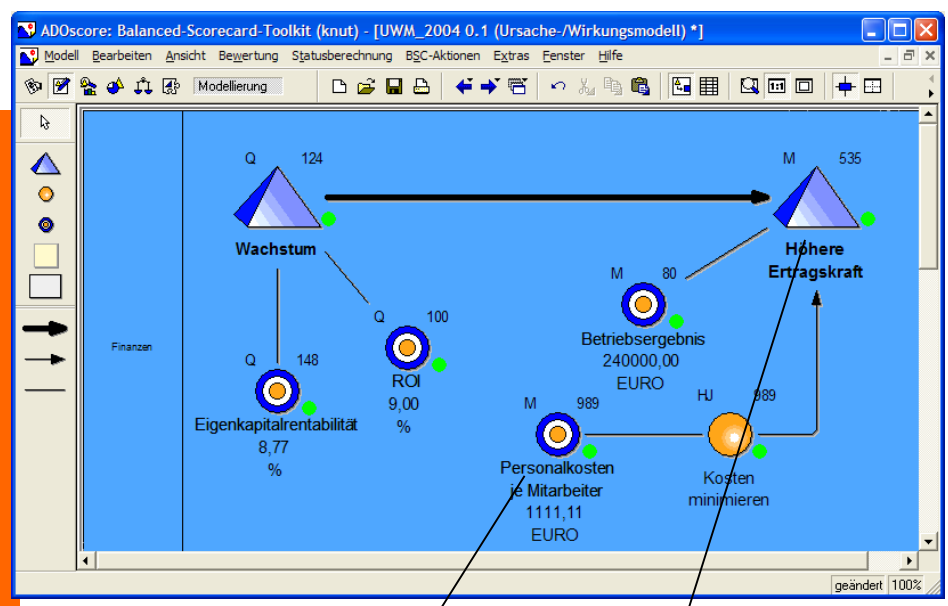 ADOscore: Balanced-Scorecard-Toolkit (knut) - [UWM_2004 0.1 (Ursache-/Wirkungsmodell) *]
Modell Bearbeiten Ansicht Bewertung Statusberechnung BSC-Aktionen Extras Fenster Hilfe
Modellierung
1:1
Q 124
M 535
Wachstum
Höhere
Ertragskraft
M 80
Q 100
Betriebsergebnis
240000,00
EURO
Finanzen
Q 148
ROI
9,00
%
HJ 989
M 989
Eigenkapitalrentabilität
8,77
%
Personalkosten
je Mitarbeiter
1111,11
EURO
Kosten
minimieren
geändert 100%